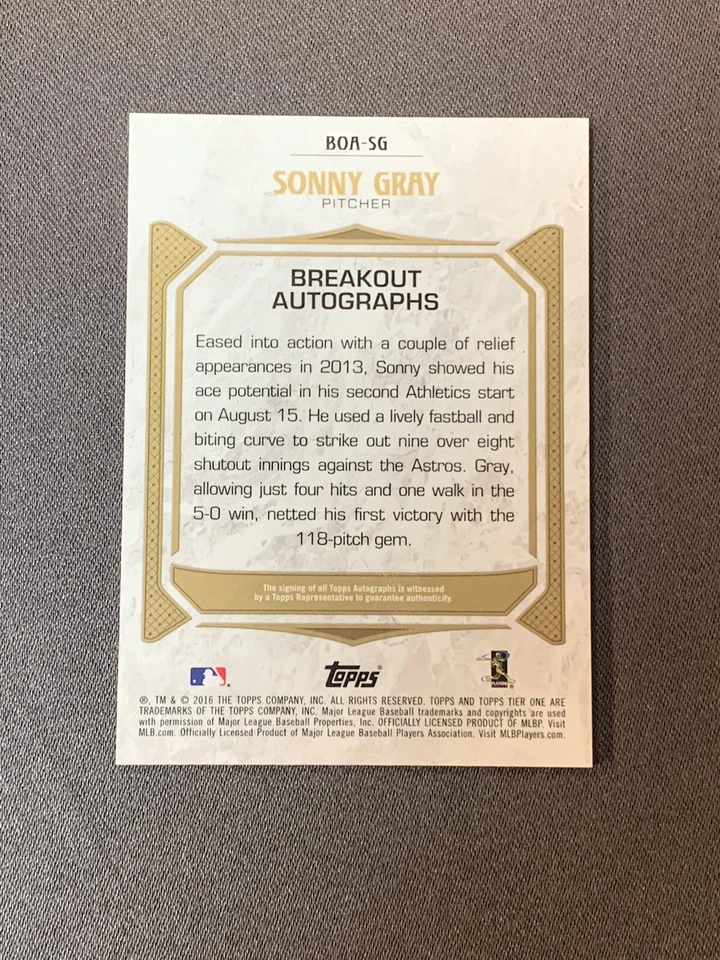 BOA-SG
SONNY GRAY
PITCHER
BREAKOUT
AUTOGRAPHS
Eased into action with a couple of relief
appearances in 2013, Sonny showed his
ace potential in his second Athletics start
on August 15. He used a lively fastball and
biting curve to strike out nine over eight
shutout innings against the Astros. Gray,
allowing just four hits and one walk in the
5-0 win, netted his first victory with the
118-pitch gem.
The signing of all Topps Autographs is witnessed
by a Topps Representative to guarantee authenticity.
Topps
®, TM & © 2016 THE TOPPS COMPANY, INC. ALL RIGHTS RESERVED. TOPPS AND TOPPS TIER ONE ARE
TRADEMARKS OF THE TOPPS COMPANY, INC. Major League Baseball trademarks and copyrights are used
with permission of Major League Baseball Properties, Inc. OFFICIALLY LICENSED PRODUCT OF MLBP. Visit
MLB.com. Officially Licensed Product of Major League Baseball Players Association. Visit MLBPlayers.com.